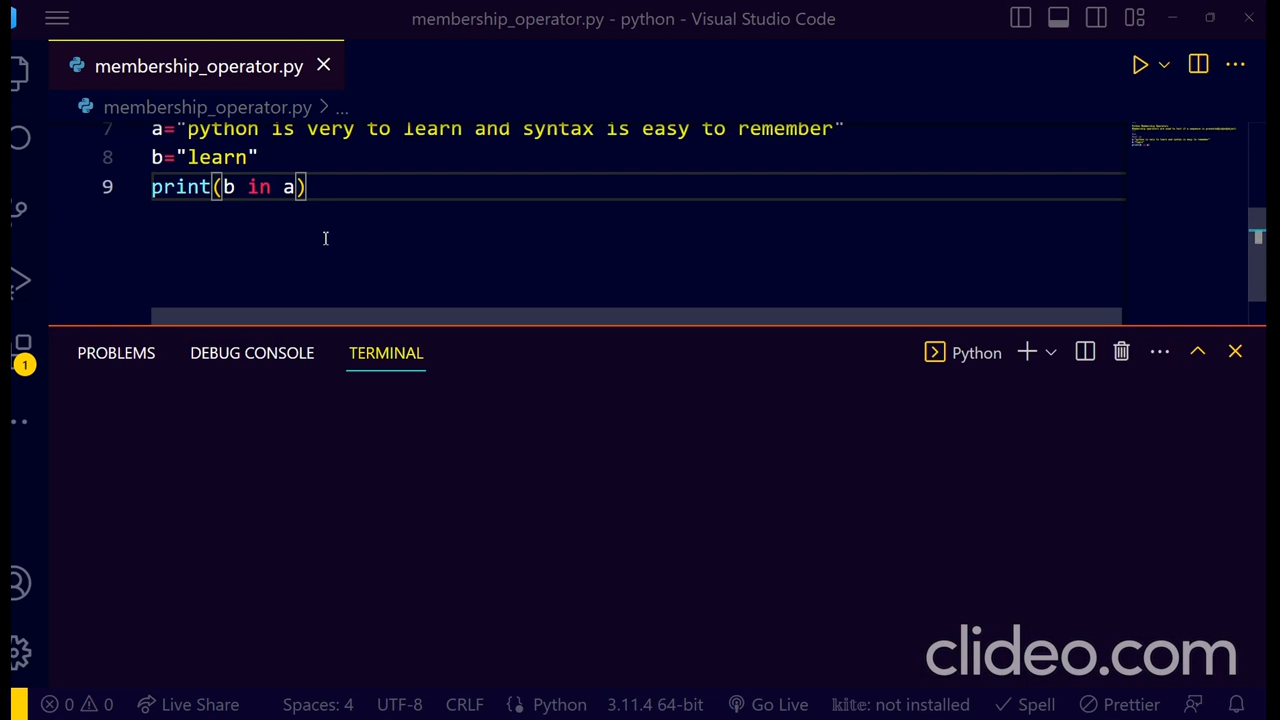 membership_operator.py - python - Visual Studio Code
membership_operator.py
membership_operator.py > ...
7 a="python is very to learn and syntax is easy to remember"
8 b="learn"
9 print(b in a)
PROBLEMS DEBUG CONSOLE TERMINAL Python
1
clideo.com
0 0 Live Share Spaces: 4 UTF-8 CRLF Python 3.11.4 64-bit Go Live kite: not installed Spell Prettier